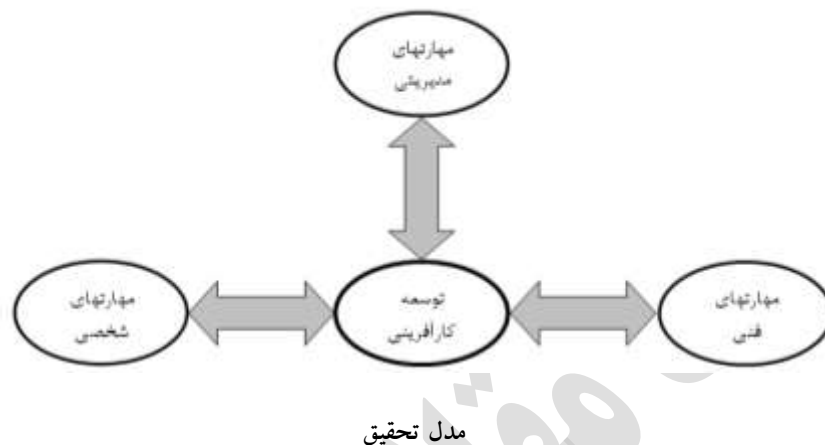 مهارتهای
مدیریتی
توسعه
کارآفرینی
مهارتهای
فنی
مهارتهای
شخصی
مدل تحقیق